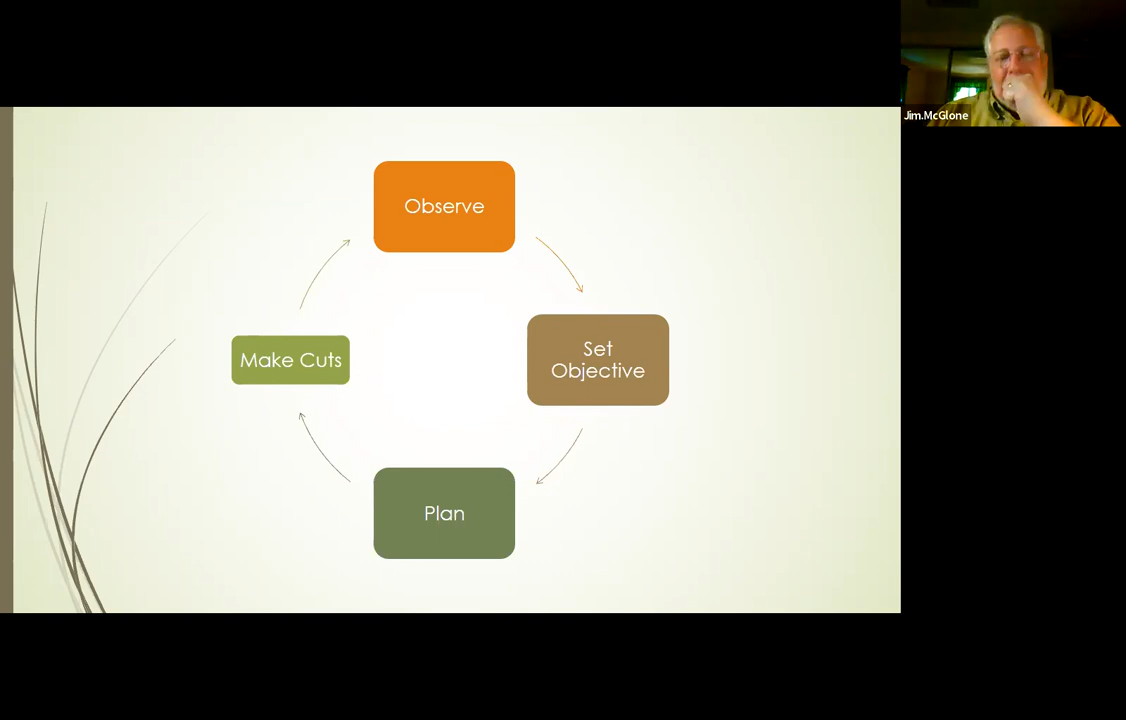 Jim.McGlone
Observe
Set
Objective
Make Cuts
Plan